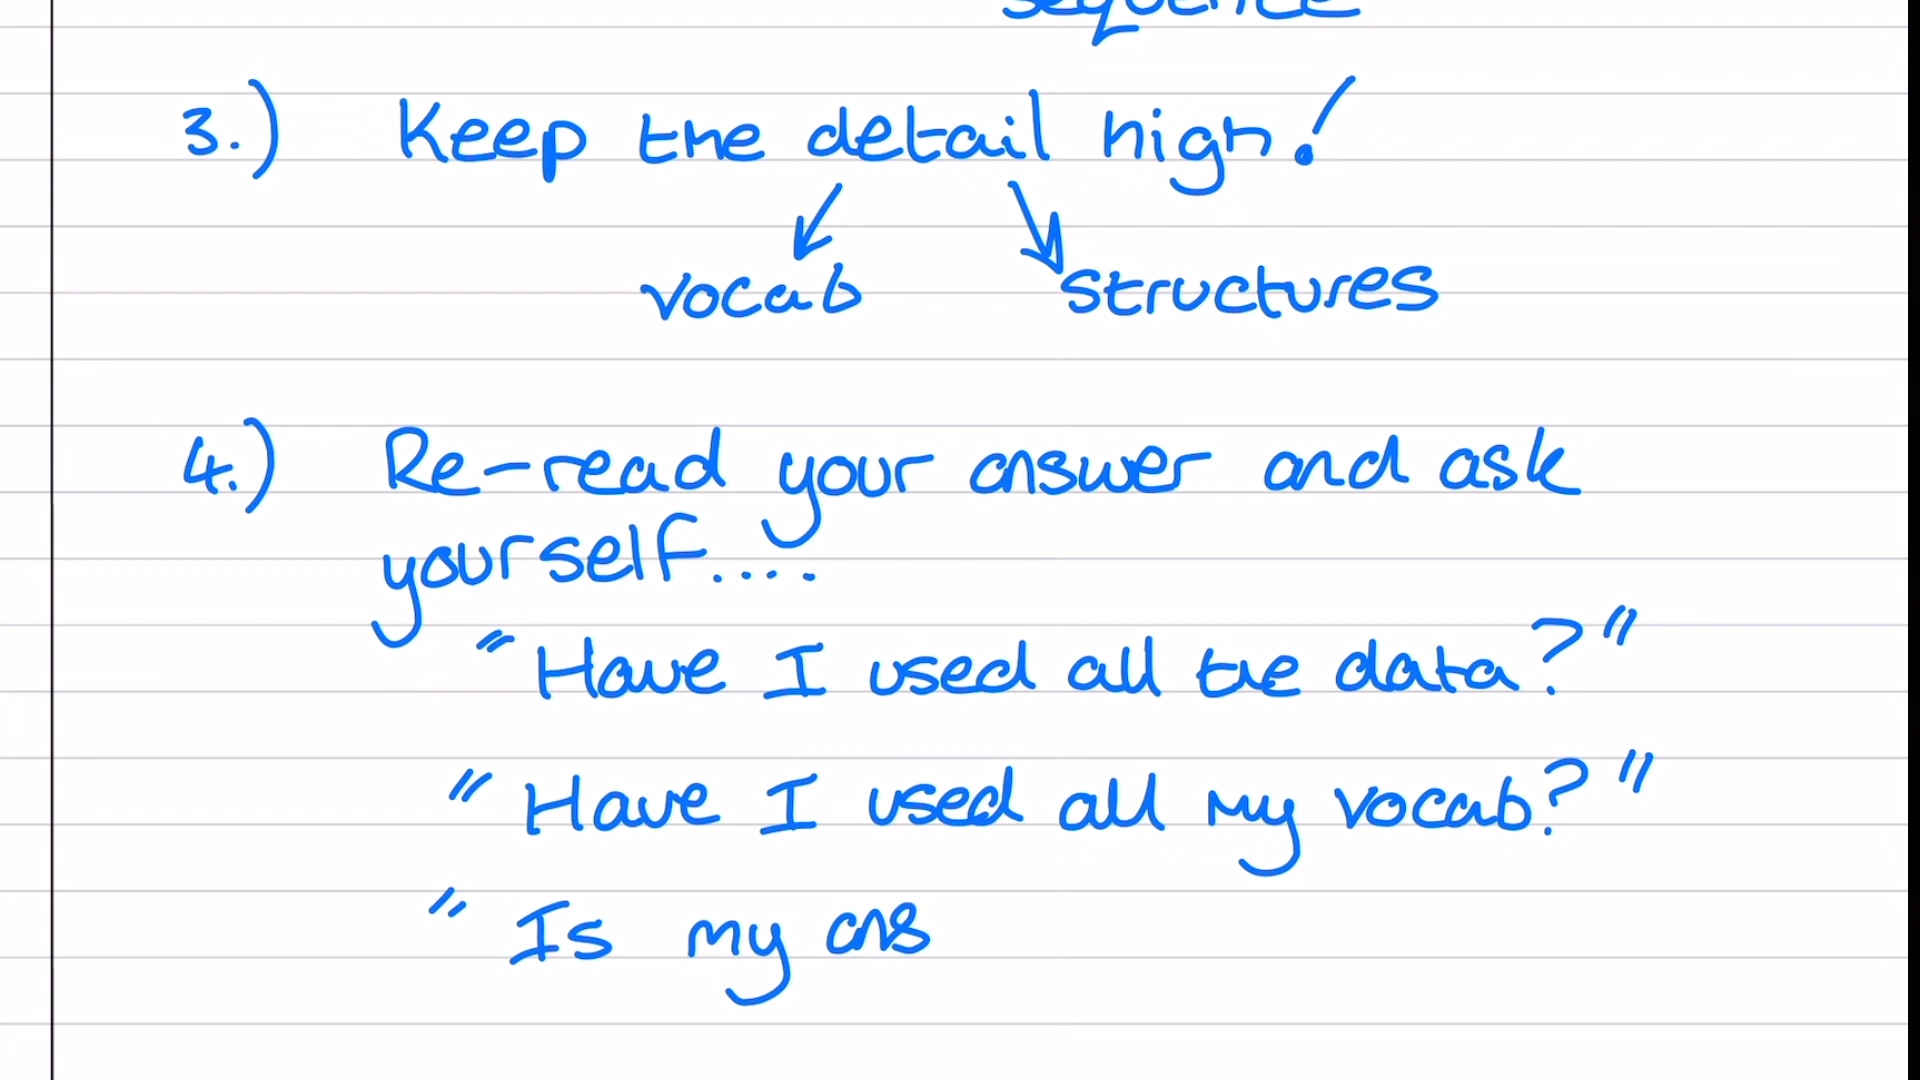 sequence
3.) Keep the detail high!
vocab structures
4.) Re-read your answer and ask
yourself....
"Have I used all the data?"
"Have I used all my vocab?"
"Is my ans